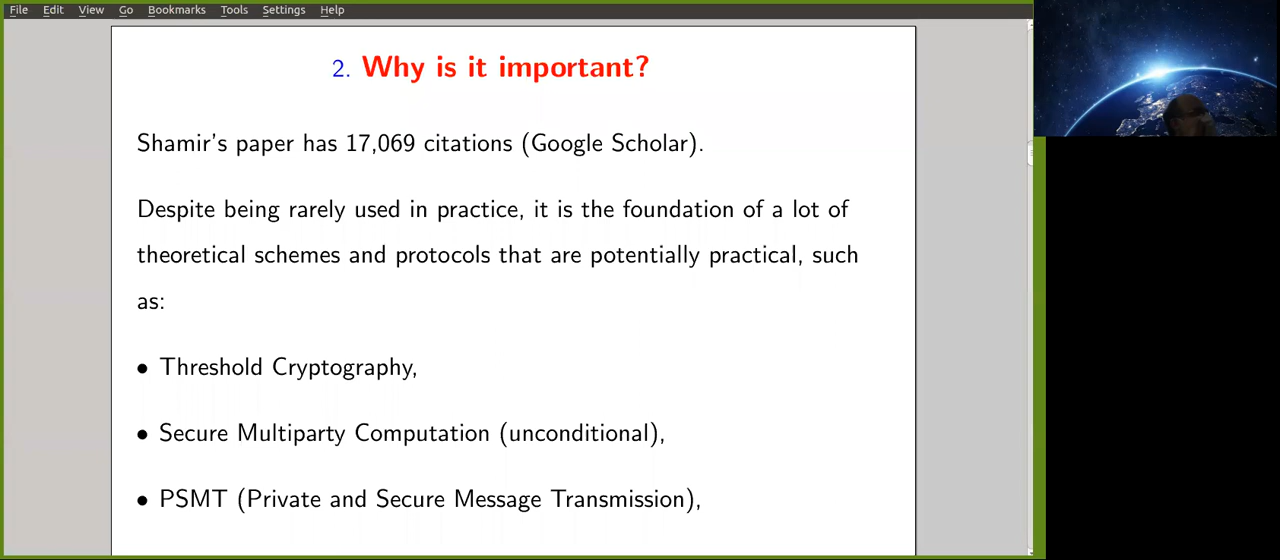 File Edit View Go Bookmarks Tools Settings Help
2. Why is it important?
Shamir's paper has 17,069 citations (Google Scholar).
Despite being rarely used in practice, it is the foundation of a lot of
theoretical schemes and protocols that are potentially practical, such
as:
• Threshold Cryptography,
• Secure Multiparty Computation (unconditional),
• PSMT (Private and Secure Message Transmission),